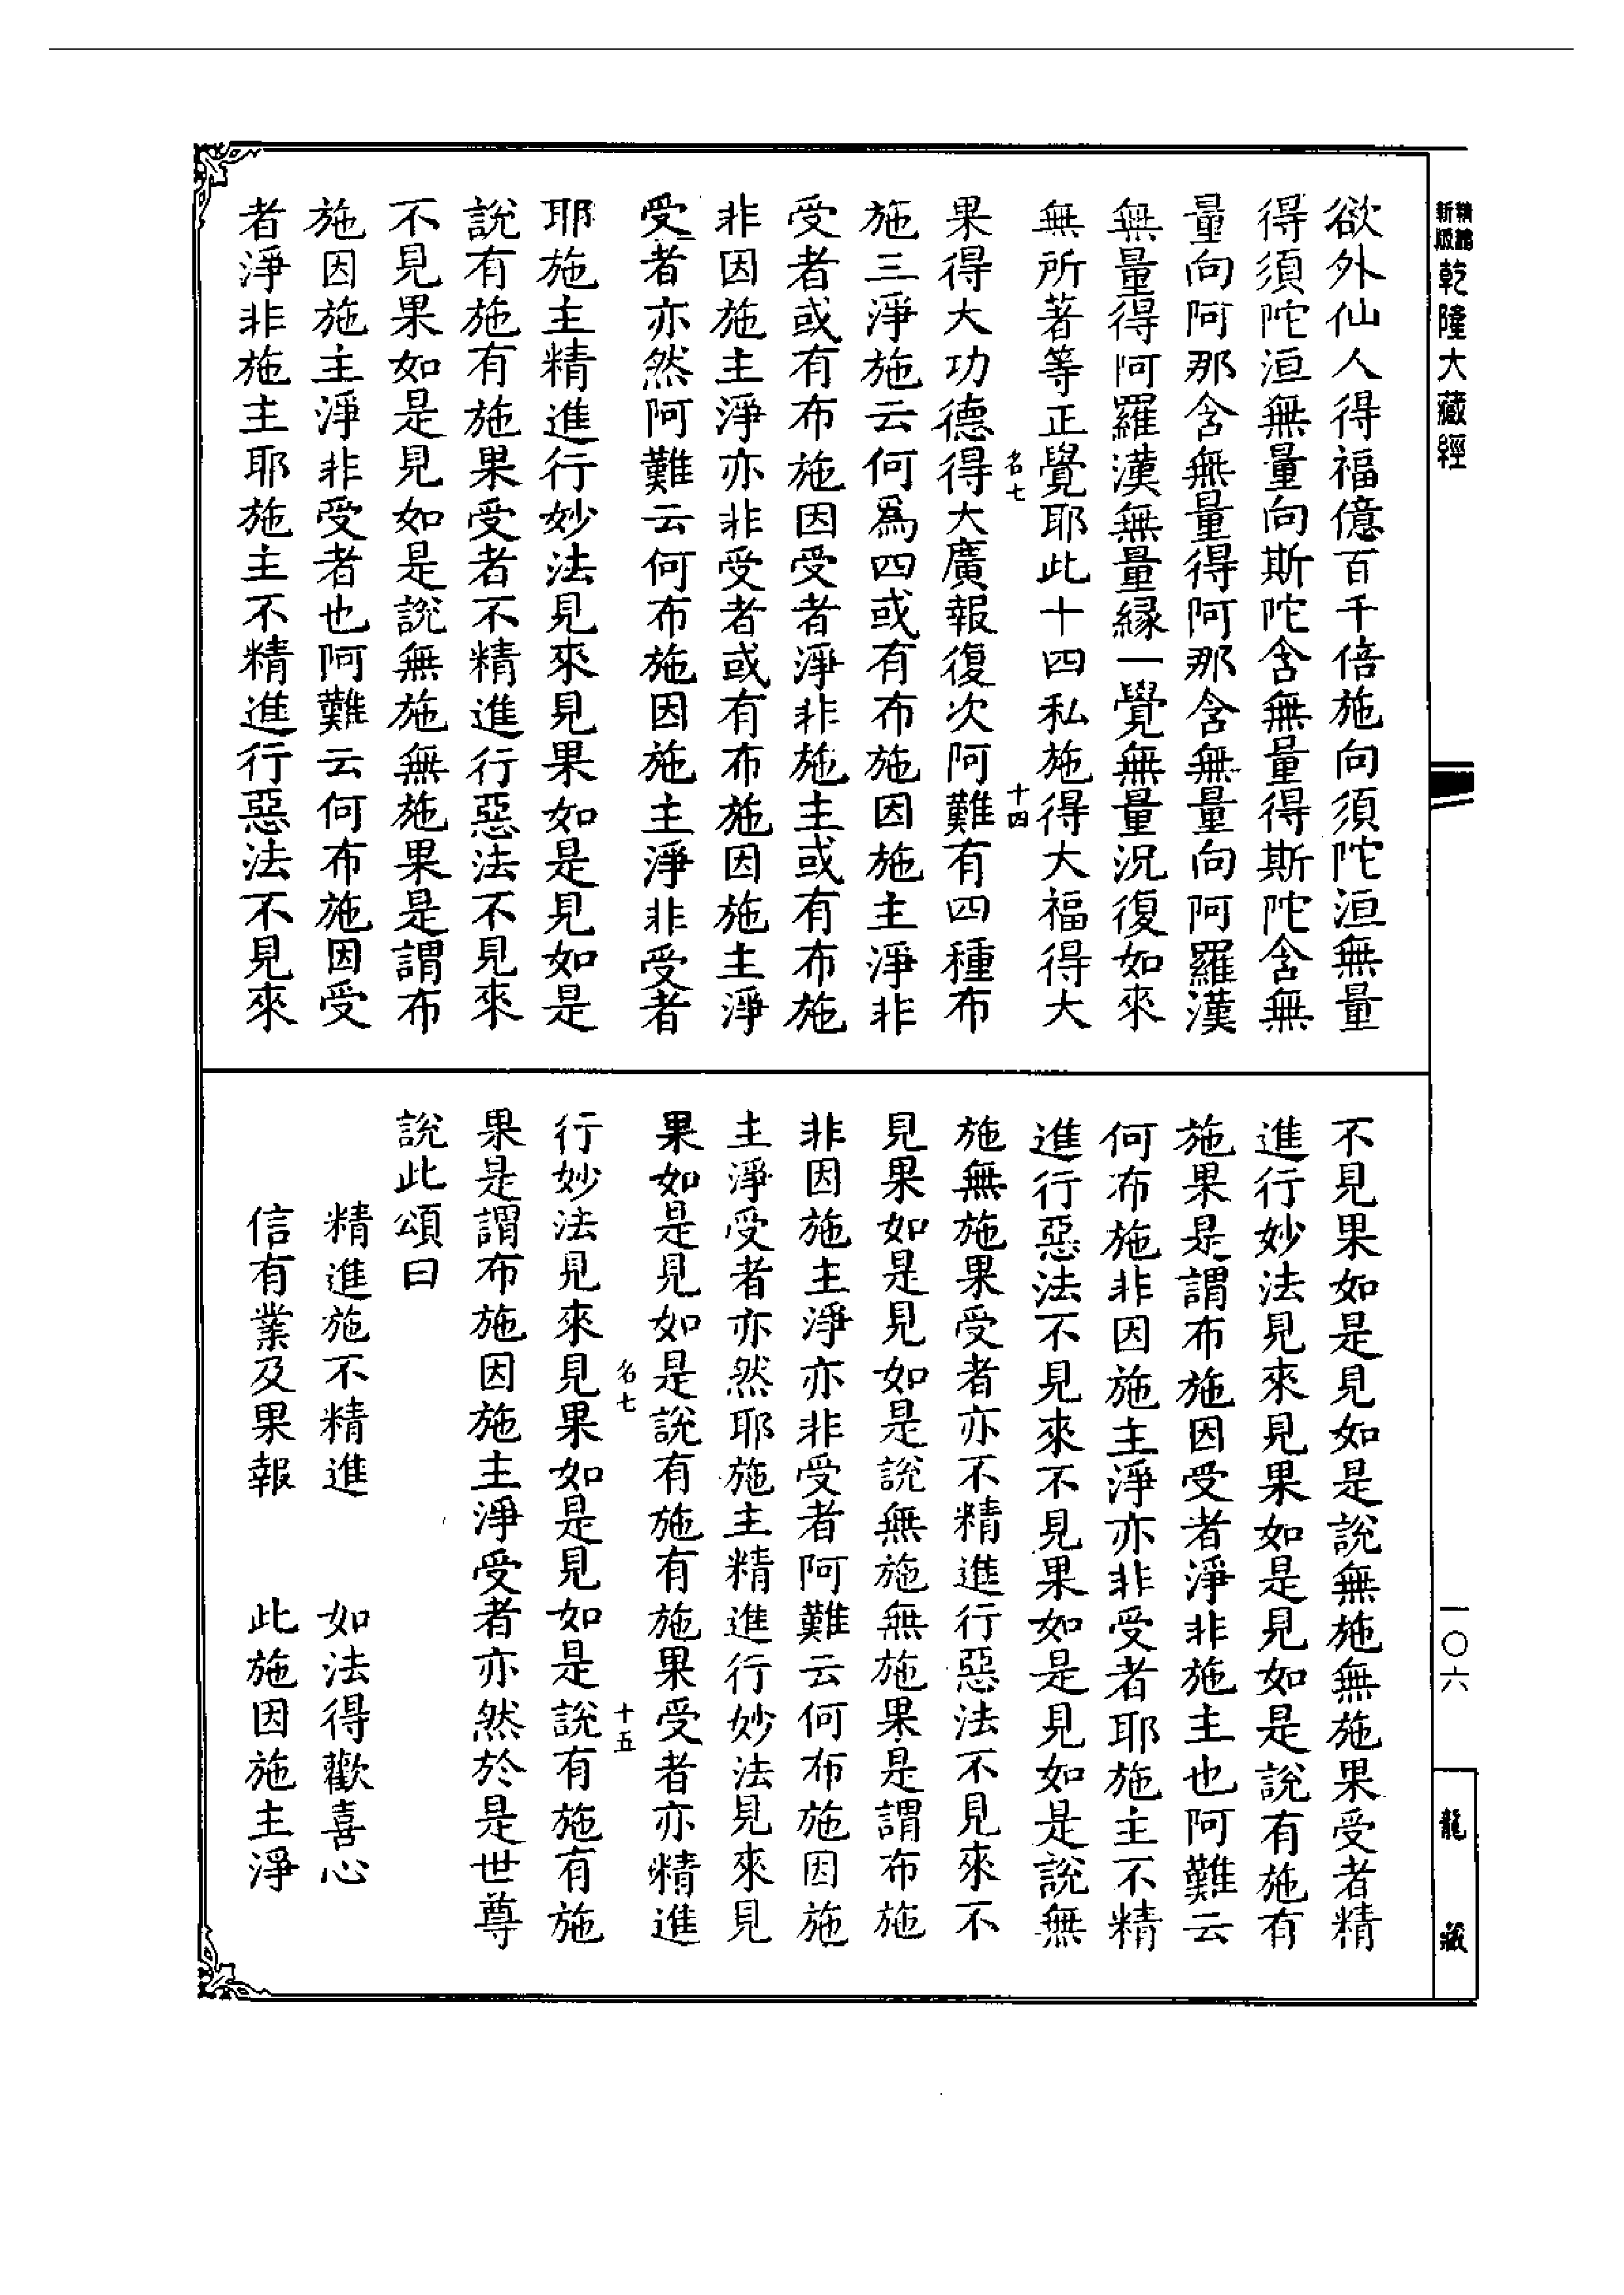 新版
精縮
乾隆大藏經
欲外仙人得福億百千倍施向須陀洹無量
得須陀洹無量向斯陀含無量得斯陀含無
量向阿那含無量得阿那含無量向阿羅漢
無量得阿羅漢無量緣一覺無量況復如來
無所著等正覺耶此十四私施得大福得大
名七
十四
果得大功德得大廣報復次阿難有四種布
施三淨施云何為四或有布施因施主淨非
受者或有布施因受者淨非施主或有布施
非因施主淨亦非受者或有布施因施主淨
受者亦然阿難云何布施因施主淨非受者
耶施主精進行妙法見來見果如是見如是
說有施有施果受者不精進行惡法不見來
不見果如是見如是說無施無施果是謂布
施因施主淨非受者也阿難云何布施因受
者淨非施主耶施主不精進行惡法不見來
不見果如是見如是說無施無施果受者精
進行妙法見來見果如是見如是說有施有
施果是謂布施因受者淨非施主也阿難云
何布施非因施主淨亦非受者耶施主不精
進行惡法不見來不見果如是見如是說無
施無施果受者亦不精進行惡法不見來不
見果如是見如是說無施無施果是謂布施
非因施主淨亦非受者阿難云何布施因施
主淨受者亦然耶施主精進行妙法見來見
果如是見如是說有施有施果受者亦精進
名七
十五
行妙法見來見果如是見如是說有施有施
果是謂布施因施主淨受者亦然於是世尊
說此頌曰
精進施不精進　如法得歡喜心
信有業及果報　此施因施主淨
一〇六
龍藏